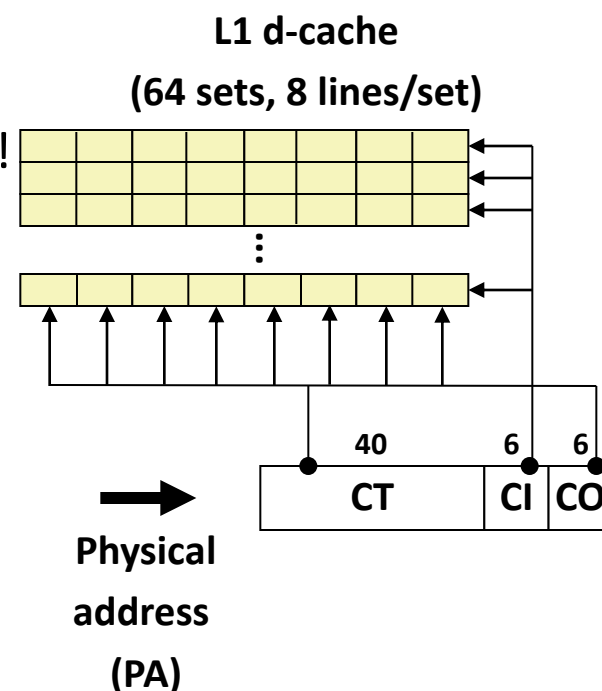 L1 d-cache
(64 sets, 8 lines/set)
!
...
40 6 6
CT CI CO
Physical
address
(PA)